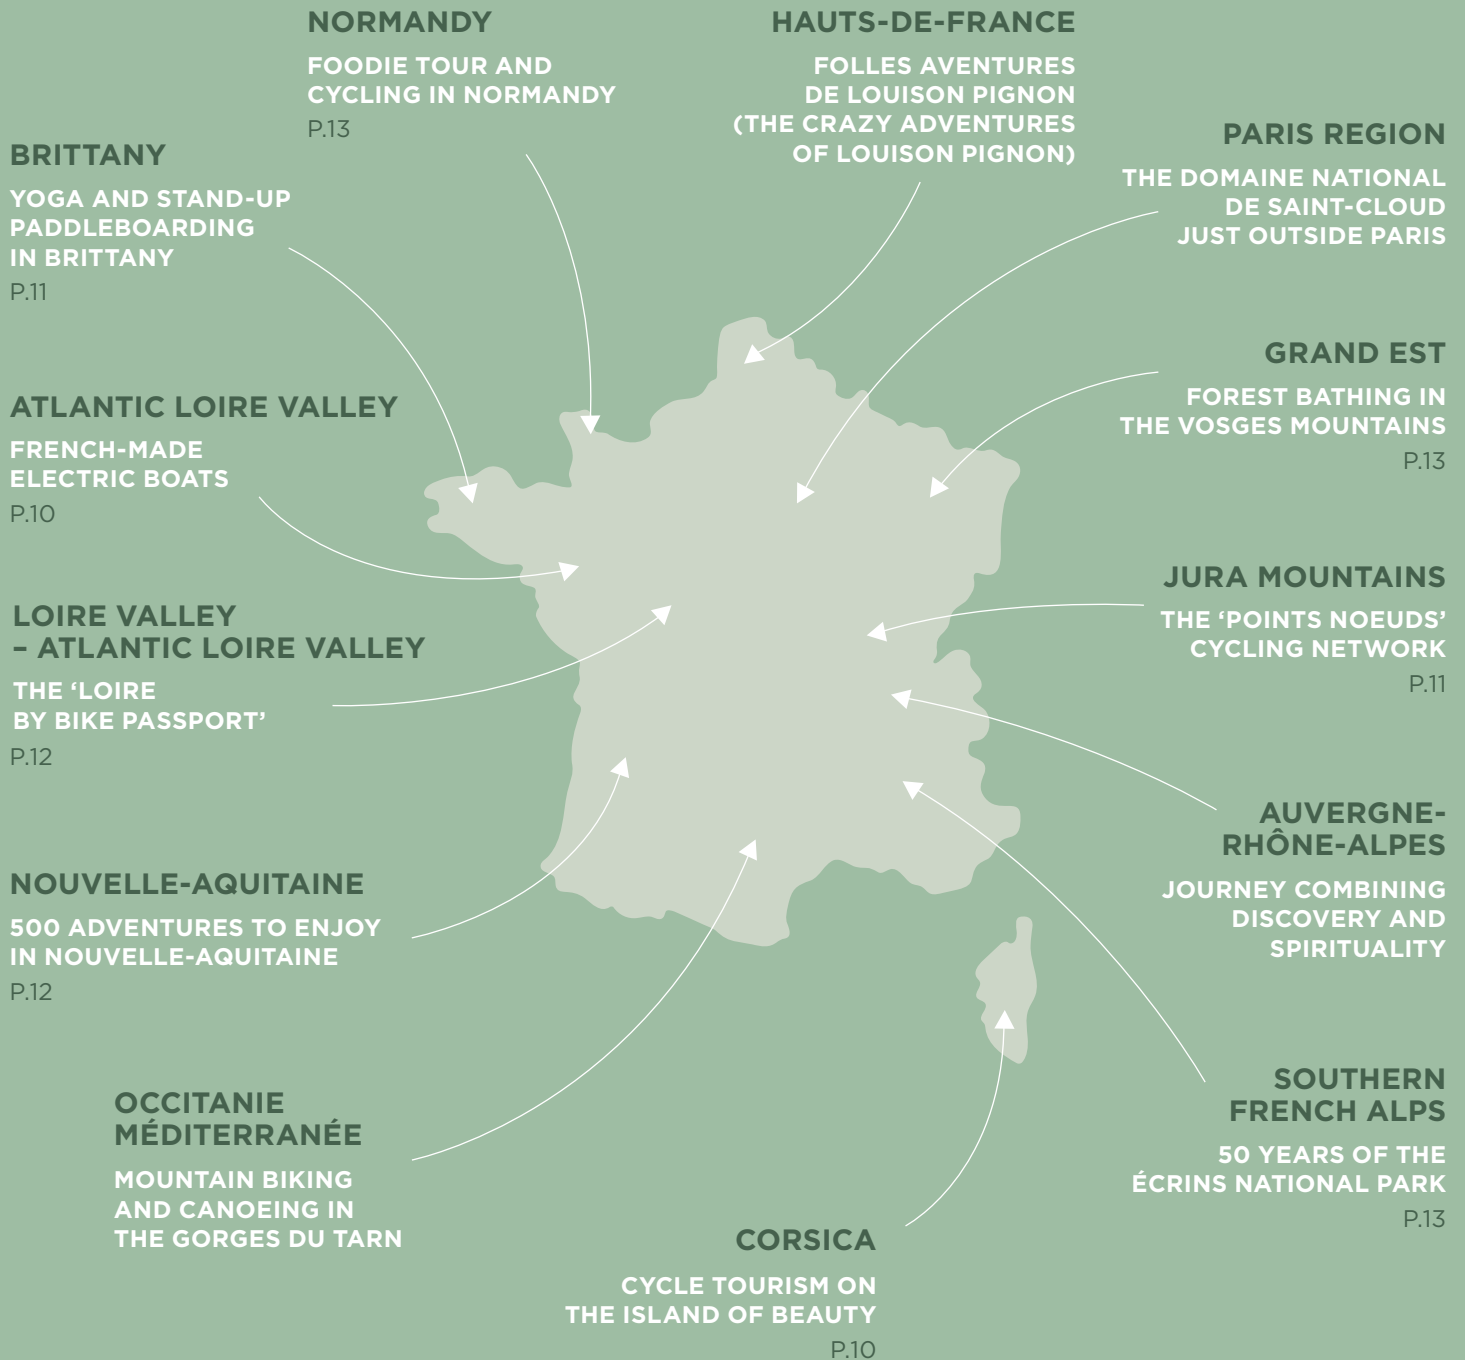 NORMANDY
FOODIE TOUR AND
CYCLING IN NORMANDY
P.13
HAUTS-DE-FRANCE
FOLLES AVENTURES
DE LOUISON PIGNON
(THE CRAZY ADVENTURES
OF LOUISON PIGNON)
PARIS REGION
THE DOMAINE NATIONAL
DE SAINT-CLOUD
JUST OUTSIDE PARIS
BRITTANY
YOGA AND STAND-UP
PADDLEBOARDING
IN BRITTANY
P.11
GRAND EST
FOREST BATHING IN
THE VOSGES MOUNTAINS
P.13
ATLANTIC LOIRE VALLEY
FRENCH-MADE
ELECTRIC BOATS
P.10
JURA MOUNTAINS
THE ‘POINTS NOEUDS’
CYCLING NETWORK
P.11
LOIRE VALLEY
– ATLANTIC LOIRE VALLEY
THE ‘LOIRE
BY BIKE PASSPORT’
P.12
AUVERGNE-
RHÔNE-ALPES
JOURNEY COMBINING
DISCOVERY AND
SPIRITUALITY
NOUVELLE-AQUITAINE
500 ADVENTURES TO ENJOY
IN NOUVELLE-AQUITAINE
P.12
SOUTHERN
FRENCH ALPS
50 YEARS OF THE
ÉCRINS NATIONAL PARK
P.13
OCCITANIE
MÉDITERRANÉE
MOUNTAIN BIKING
AND CANOEING IN
THE GORGES DU TARN
CORSICA
CYCLE TOURISM ON
THE ISLAND OF BEAUTY
P.10